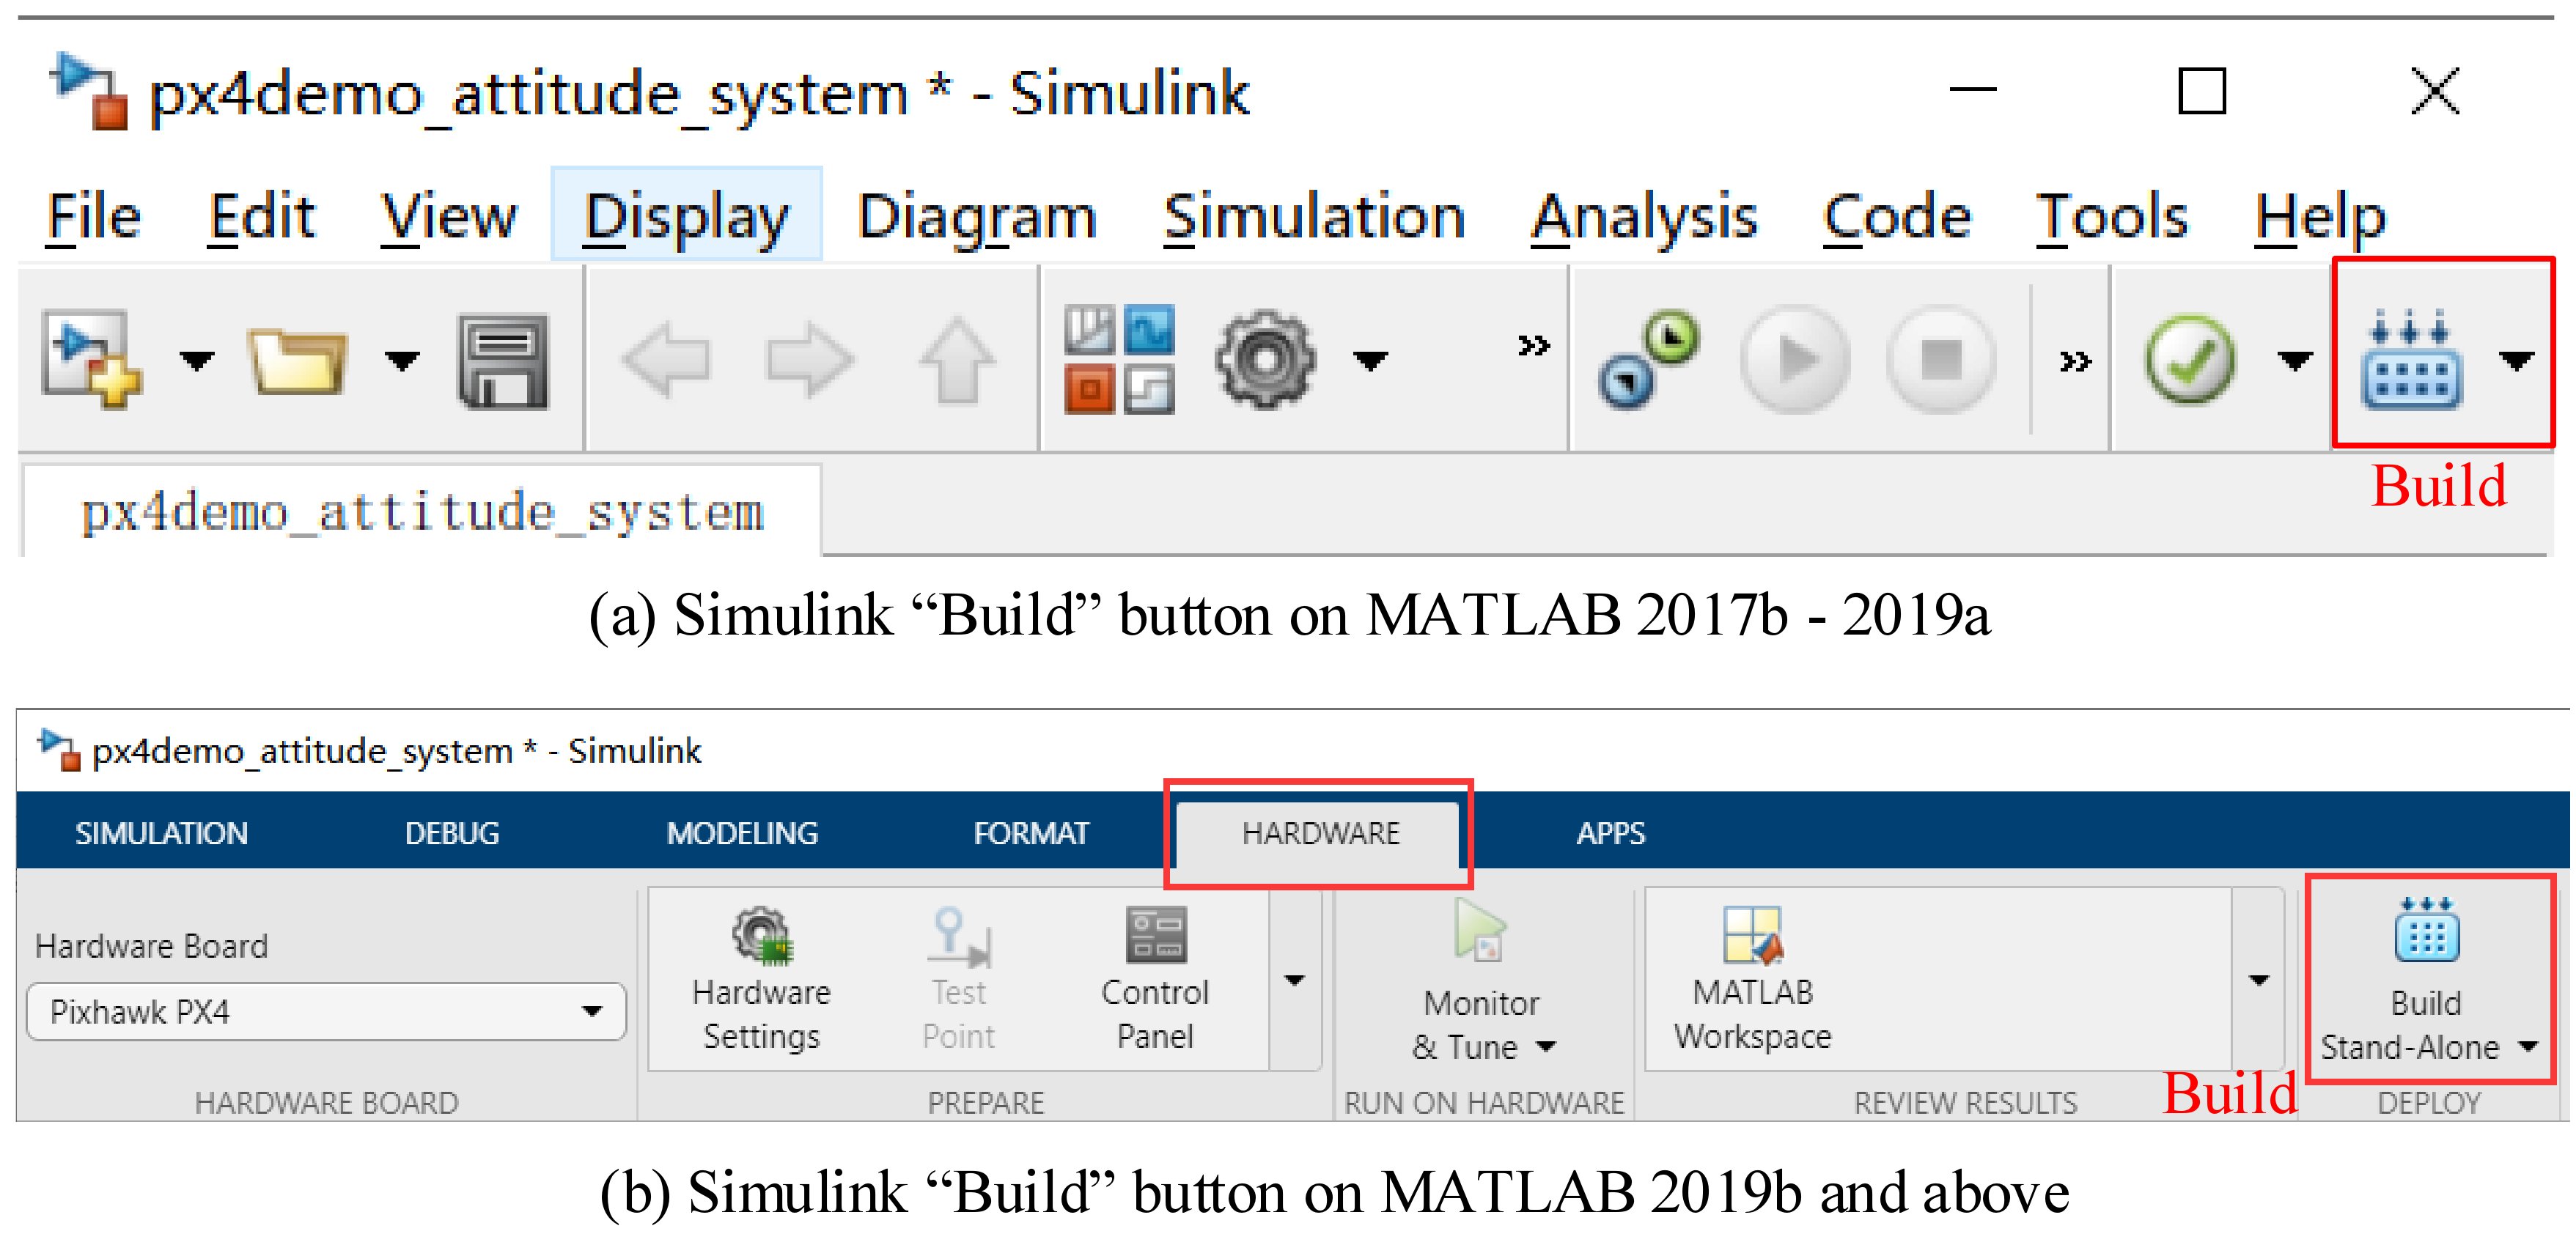 px4demo_attitude_system * - Simulink
File Edit View Display Diagram Simulation Analysis Code Tools Help
Build
px4demo_attitude_system
(a) Simulink “Build” button on MATLAB 2017b - 2019a
px4demo_attitude_system * - Simulink
SIMULATION DEBUG MODELING FORMAT HARDWARE APPS
Hardware Board
Pixhawk PX4
Hardware
Settings
Test
Point
Control
Panel
Monitor
& Tune
MATLAB
Workspace
Build
Stand-Alone
Build
HARDWARE BOARD PREPARE RUN ON HARDWARE REVIEW RESULTS DEPLOY
(b) Simulink “Build” button on MATLAB 2019b and above